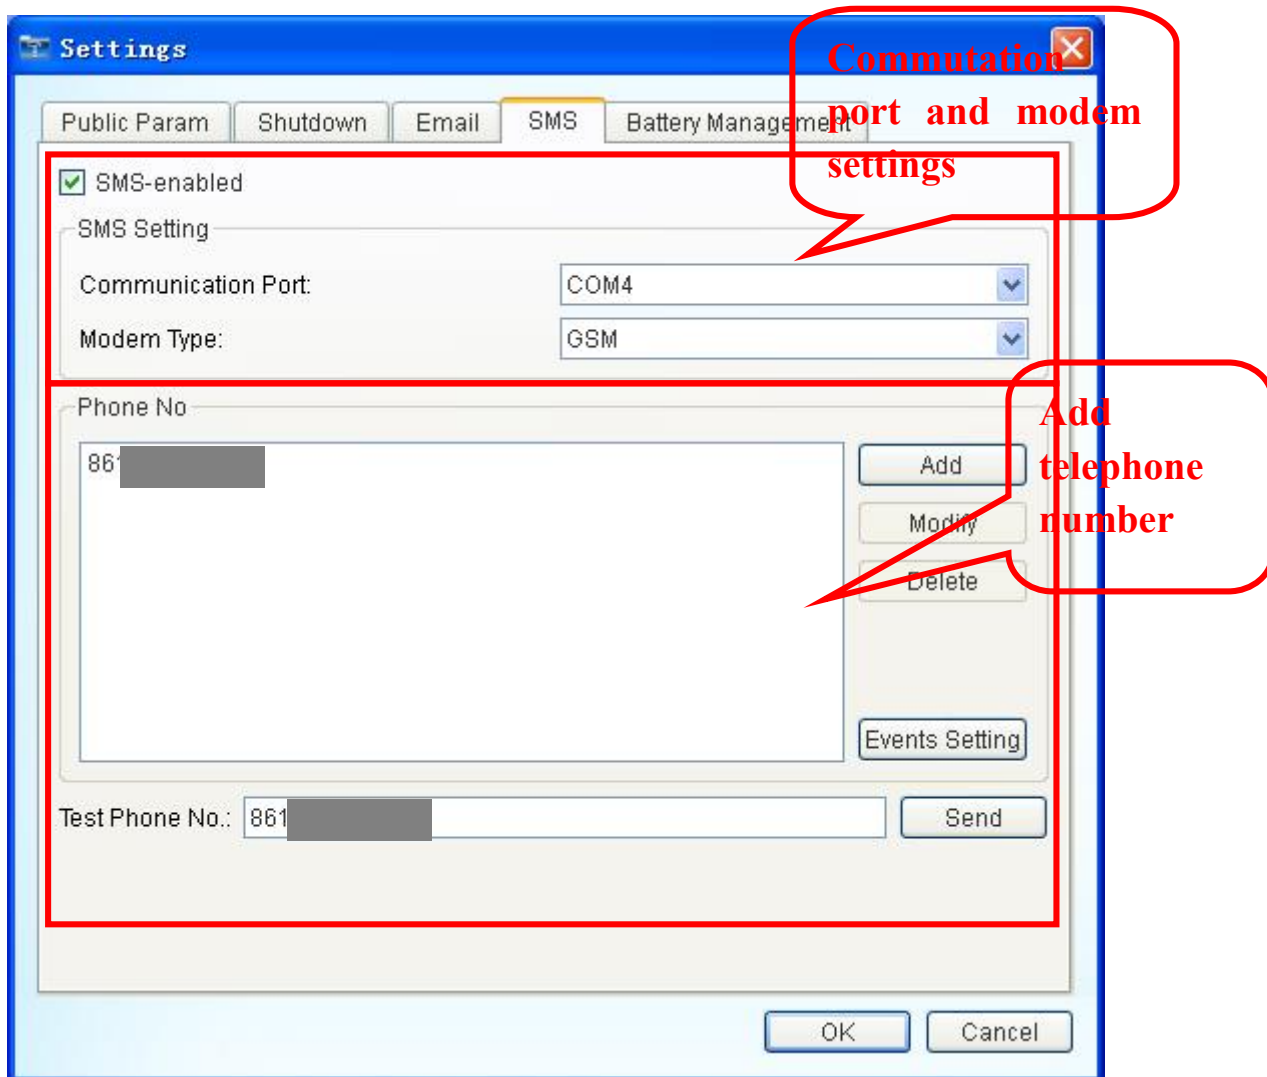 Settings
Commutation
port and modem
settings
Public Param
Shutdown
Email
SMS
Battery Management
SMS-enabled
SMS Setting
Communication Port:
COM4
Modem Type:
GSM
Phone No
Add
telephone
number
861
Add
Modify
Delete
Events Setting
Test Phone No.:
861
Send
OK
Cancel